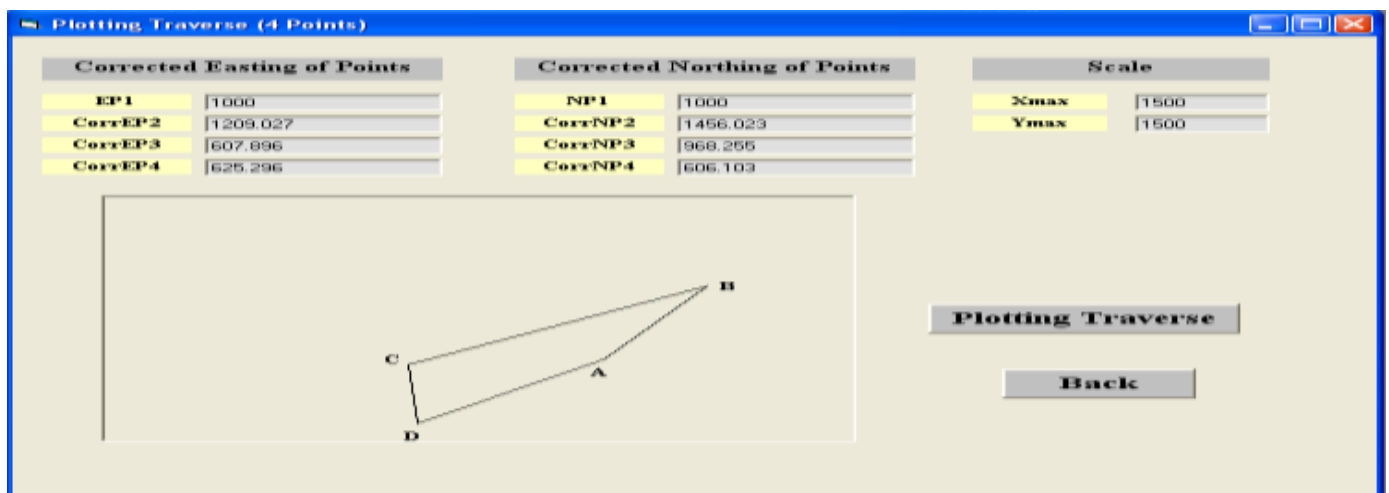 Plotting Traverse (4 Points)
Corrected Easting of Points Corrected Northing of Points Scale
EP1 1000 NP1 1000 Xmax 1500
CorrEP2 1209.027 CorrNP2 1456.023 Ymax 1500
CorrEP3 607.896 CorrNP3 968.255
CorrEP4 625.296 CorrNP4 606.103
B
Plotting Traverse
C
A
Back
D